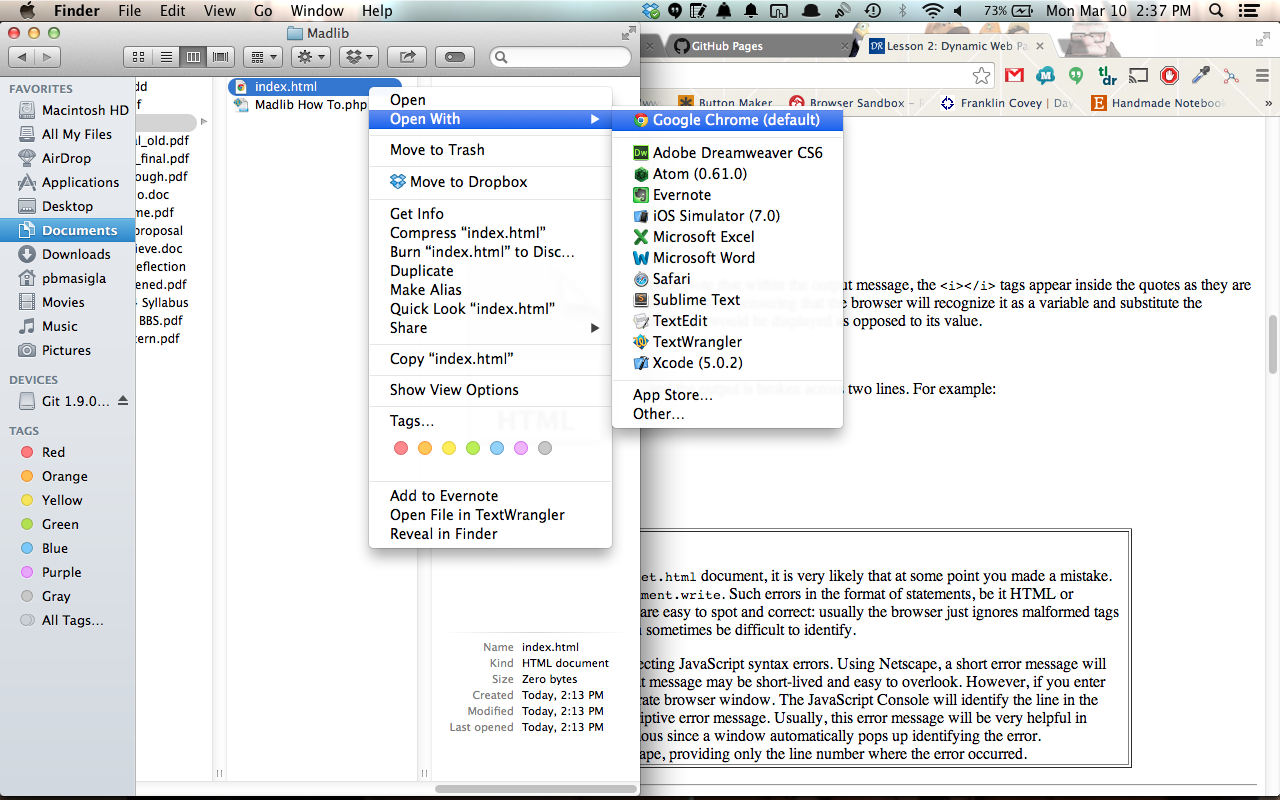 Finder File Edit View Go Window Help
73% Mon Mar 10 2:37 PM
Madlib
FAVORITES
Macintosh HD
All My Files
AirDrop
Applications
Desktop
Documents
Downloads
pbmasigla
Movies
Music
Pictures
DEVICES
Git 1.9.0...
TAGS
Red
Orange
Yellow
Green
Blue
Purple
Gray
All Tags...
dd
f
al_old.pdf
_final.pdf
ough.pdf
o.doc
me.pdf
proposal
ieve.doc
eflection
ened.pdf
Syllabus
BBS.pdf
tern.pdf
index.html
Madlib How To.php
Open
Open With
Move to Trash
Move to Dropbox
Get Info
Compress “index.html”
Burn “index.html” to Disc...
Duplicate
Make Alias
Quick Look “index.html”
Share
Copy “index.html”
Show View Options
Tags...
Add to Evernote
Open File in TextWrangler
Reveal in Finder
Google Chrome (default)
Adobe Dreamweaver CS6
Atom (0.61.0)
Evernote
iOS Simulator (7.0)
Microsoft Excel
Microsoft Word
Safari
Sublime Text
TextEdit
TextWrangler
Xcode (5.0.2)
App Store...
Other...
HTML
Name index.html
Kind HTML document
Size Zero bytes
Created Today, 2:13 PM
Modified Today, 2:13 PM
Last opened Today, 2:13 PM
GitHub Pages
DR Lesson 2: Dynamic Web Pa
tl;dr
Button Maker
Browser Sandbox -
Franklin Covey | Day
Handmade Notebook
message, the <i></i> tags appear inside the quotes as they are
browser will recognize it as a variable and substitute the
as opposed to its value.
two lines. For example:
et.html document, it is very likely that at some point you made a mistake.
ment.write. Such errors in the format of statements, be it HTML or
are easy to spot and correct: usually the browser just ignores malformed tags
sometimes be difficult to identify.
ecting JavaScript syntax errors. Using Netscape, a short error message will
t message may be short-lived and easy to overlook. However, if you enter
rate browser window. The JavaScript Console will identify the line in the
iptive error message. Usually, this error message will be very helpful in
ious since a window automatically pops up identifying the error.
ape, providing only the line number where the error occurred.